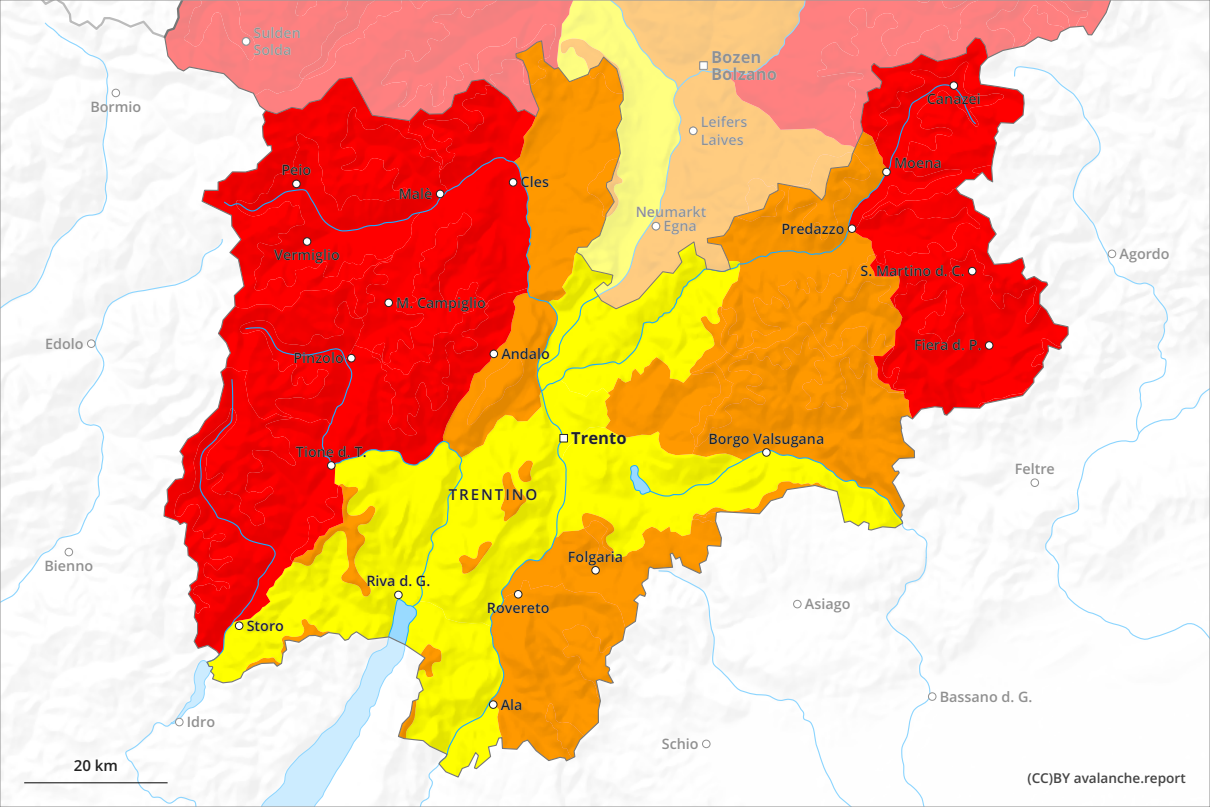 Sulden
Solda
Bozen
Bolzano
Bormio
Canazei
Leifers
Laives
Moena
Peio
Malè
Cles
Neumarkt
Egna
Predazzo
Vermiglio
Agordo
S. Martino d. C.
M. Campiglio
Edolo
Pinzolo
Andalo
Fiera d. P.
Trento
Borgo Valsugana
Tione d. T.
Feltre
TRENTINO
Bienno
Folgaria
Riva d. G.
Rovereto
Asiago
Storo
Bassano d. G.
Ala
Idro
Schio
20 km
(CC)BY avalanche.report